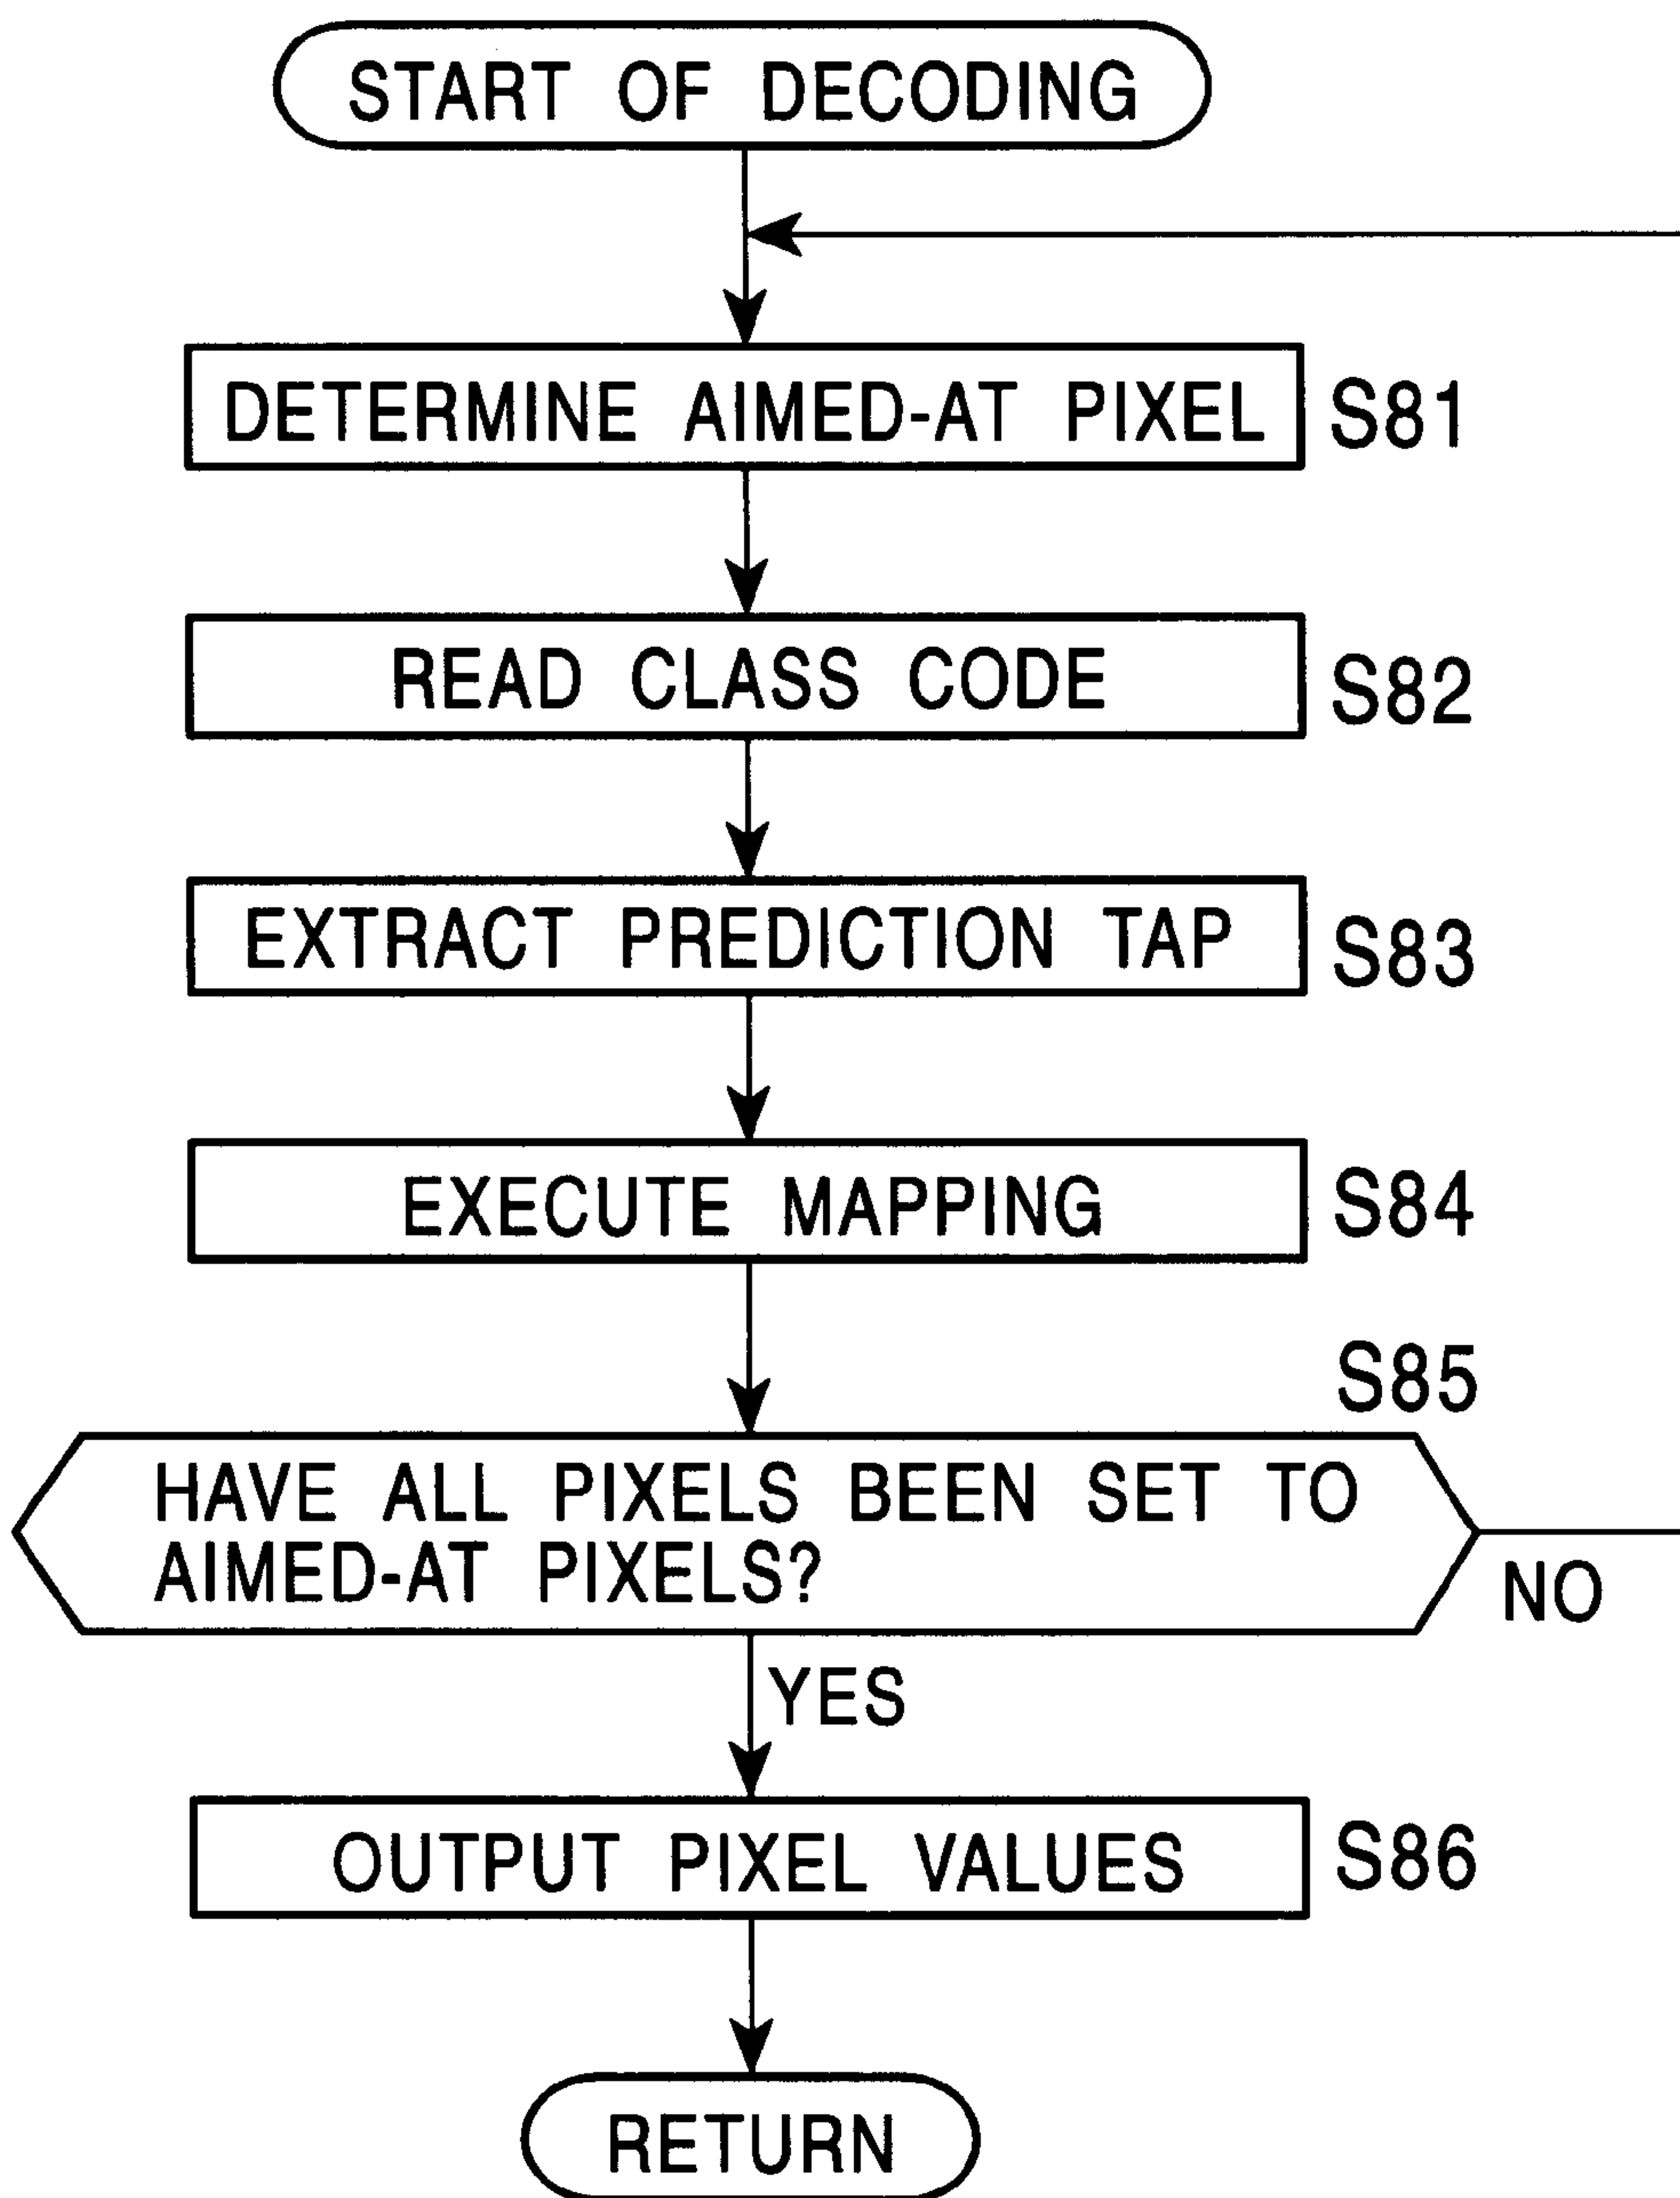 START OF DECODING
DETERMINE AIMED-AT PIXEL
S81
READ CLASS CODE
S82
EXTRACT PREDICTION TAP
S83
EXECUTE MAPPING
S84
S85
HAVE ALL PIXELS BEEN SET TO
AIMED-AT PIXELS?
NO
YES
OUTPUT PIXEL VALUES
S86
RETURN